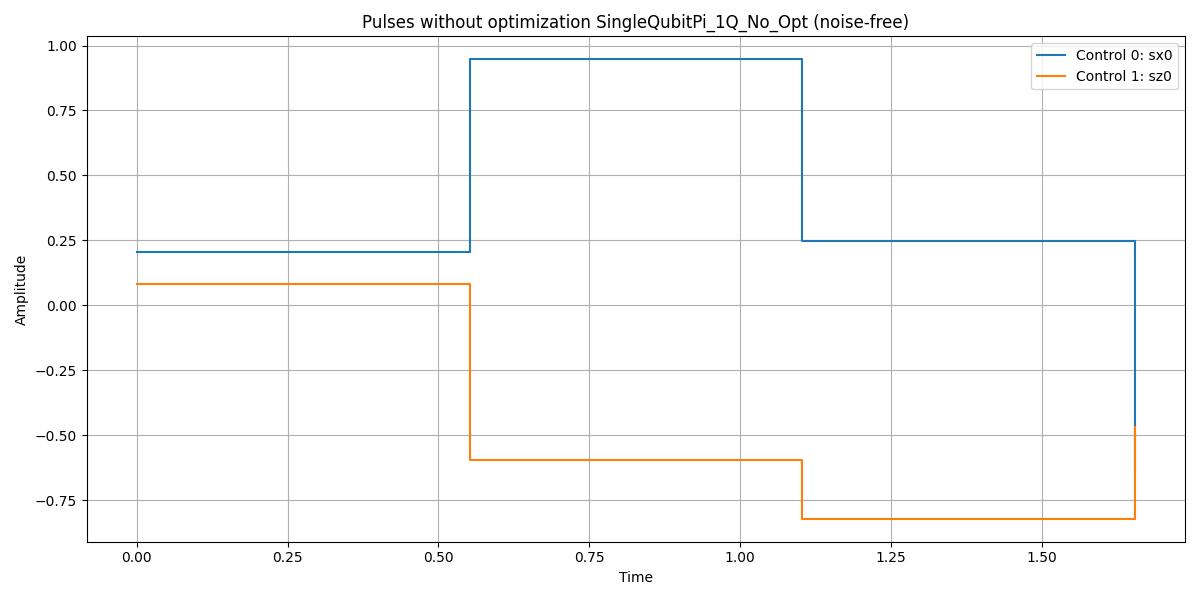 Pulses without optimization SingleQubitPi_1Q_No_Opt (noise-free)
Control 0: sx0
Control 1: sz0
Amplitude
1.00
0.75
0.50
0.25
0.00
−0.25
−0.50
−0.75
0.00 0.25 0.50 0.75 1.00 1.25 1.50
Time